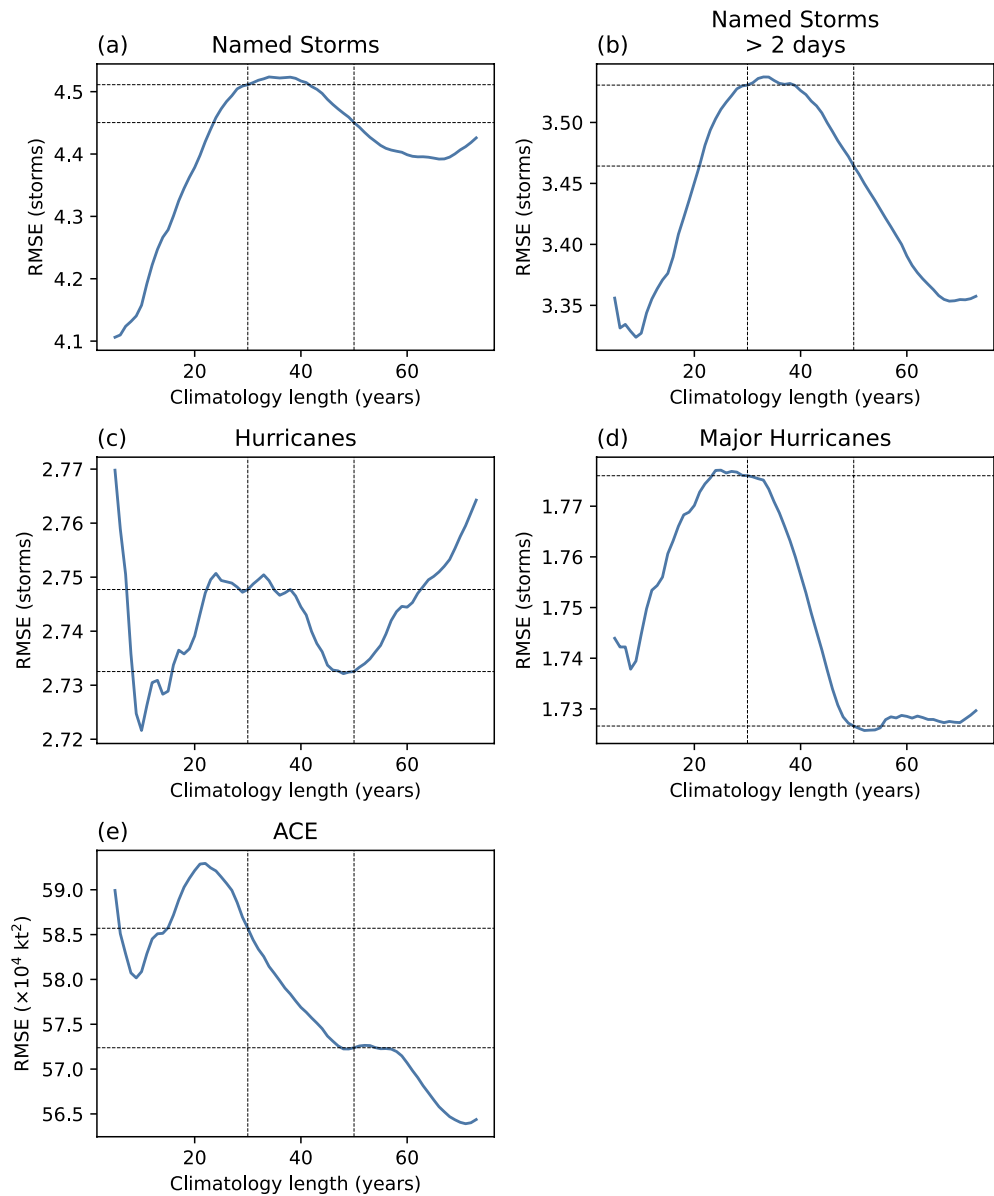 (a) Named Storms
RMSE (storms)
4.5
4.4
4.3
4.2
4.1
20 40 60
Climatology length (years)
(b) Named Storms
> 2 days
RMSE (storms)
3.50
3.45
3.40
3.35
20 40 60
Climatology length (years)
(c) Hurricanes
RMSE (storms)
2.77
2.76
2.75
2.74
2.73
2.72
20 40 60
Climatology length (years)
(d) Major Hurricanes
RMSE (storms)
1.77
1.76
1.75
1.74
1.73
20 40 60
Climatology length (years)
(e) ACE
RMSE (×10⁴ kt²)
59.0
58.5
58.0
57.5
57.0
56.5
20 40 60
Climatology length (years)